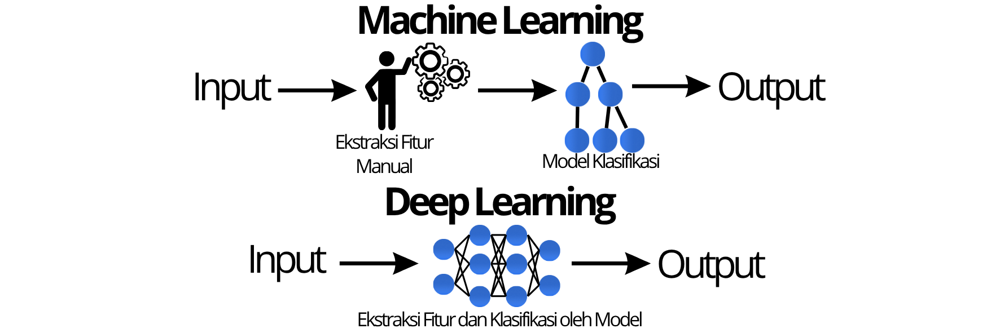 Machine Learning
Input
Ekstraksi Fitur
Manual
Model Klasifikasi
Output
Deep Learning
Input
Output
Ekstraksi Fitur dan Klasifikasi oleh Model